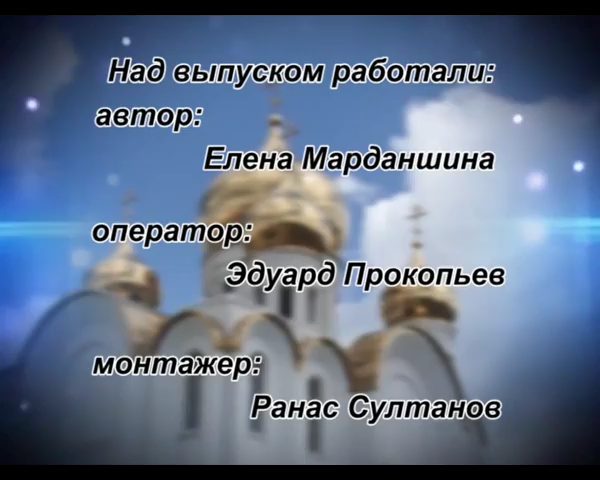 Над выпуском работали:
автор:
Елена Марданшина
оператор:
Эдуард Прокопьев
монтажер:
Ранас Султанов